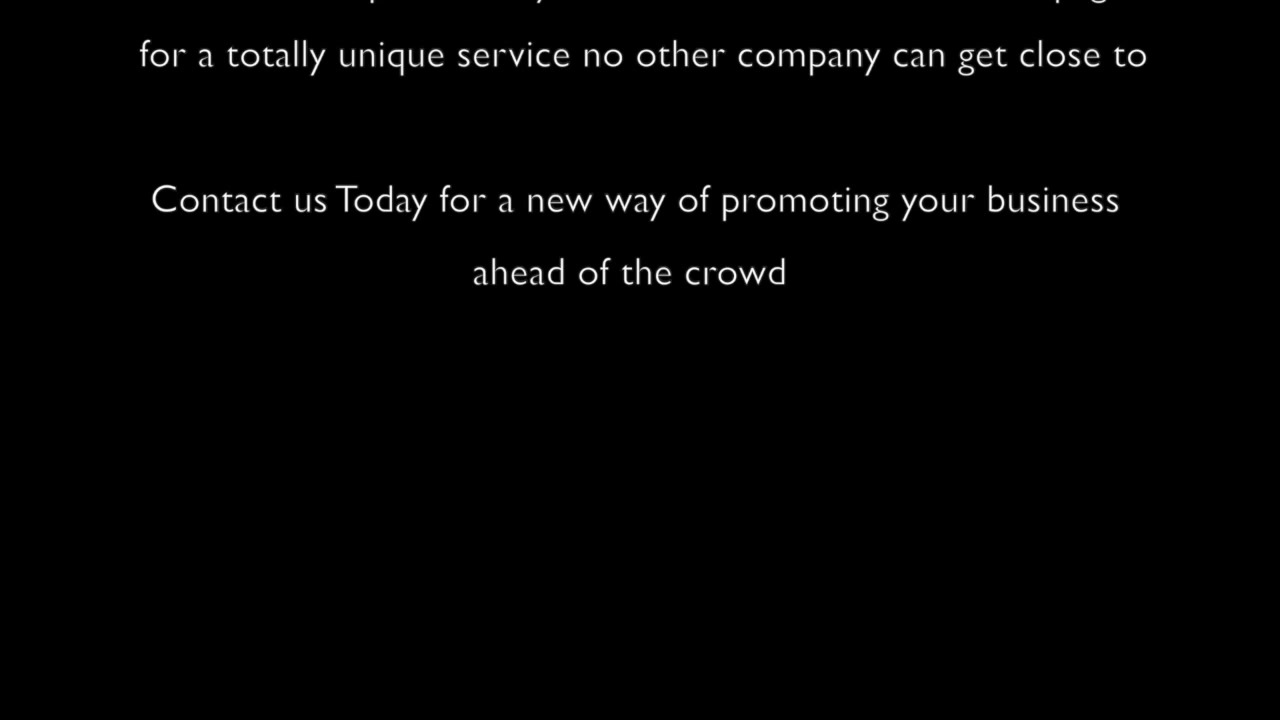 for a totally unique service no other company can get close to
Contact us Today for a new way of promoting your business
ahead of the crowd